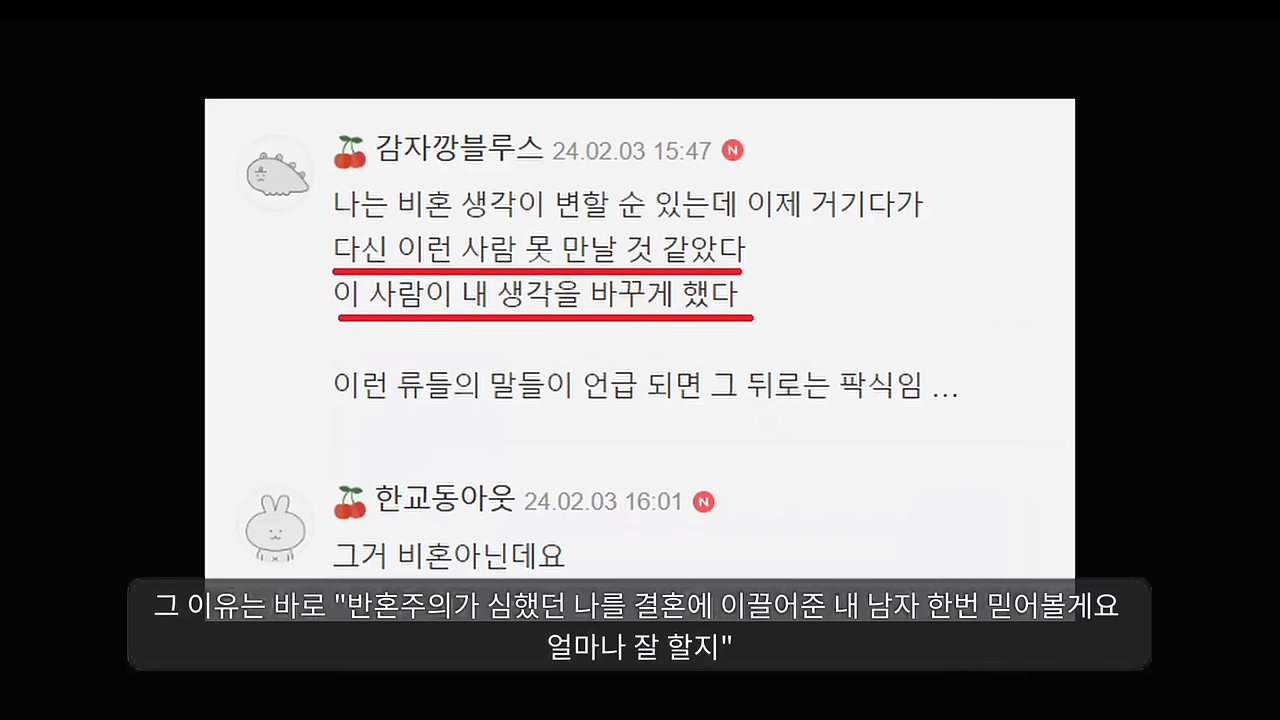 감자깡블루스 24.02.03 15:47 N
나는 비혼 생각이 변할 순 있는데 이제 거기다가
다신 이런 사람 못 만날 것 같았다
이 사람이 내 생각을 바꾸게 했다
이런 류들의 말들이 언급 되면 그 뒤로는 팍식임 ...
한교동아웃 24.02.03 16:01 N
그거 비혼아닌데요
그 이유는 바로 "반혼주의가 심했던 나를 결혼에 이끌어준 내 남자 한번 믿어볼게요
얼마나 잘 할지"